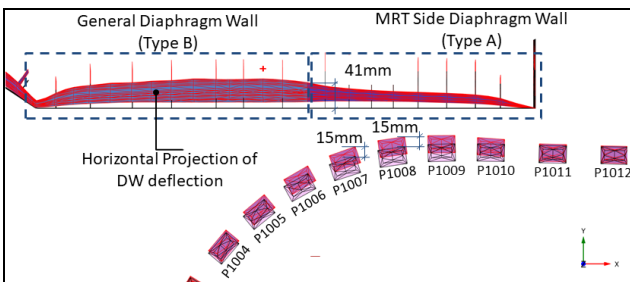 General Diaphragm Wall
(Type B)
MRT Side Diaphragm Wall
(Type A)
41mm
Horizontal Projection of
DW deflection
15mm
15mm
P1004
P1005
P1006
P1007
P1008
P1009
P1010
P1011
P1012
Y
Z
X